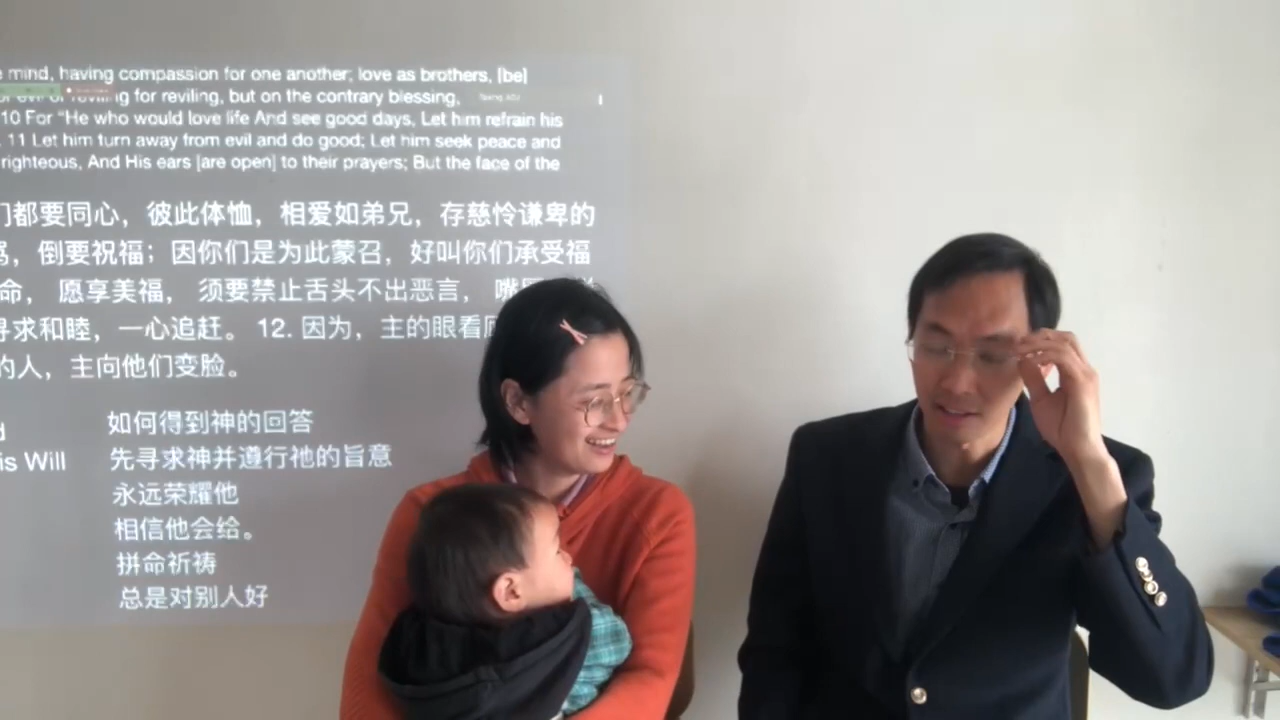 mind, having compassion for one another; love as brothers, [be]
for reviling, but on the contrary blessing,
10 For “He who would love life And see good days, Let him refrain his
11 Let him turn away from evil and do good; Let him seek peace and
righteous, And His ears [are open] to their prayers; But the face of the
们都要同心，彼此体恤，相爱如弟兄，存慈怜谦卑的
骂，倒要祝福；因你们是为此蒙召，好叫你们承受福
命， 愿享美福， 须要禁止舌头不出恶言， 嘴
寻求和睦，一心追赶。 12. 因为，主的眼看顾
的人，主向他们变脸。
如何得到神的回答
is Will 先寻求神并遵行祂的旨意
永远荣耀他
相信他会给。
拼命祈祷
总是对别人好